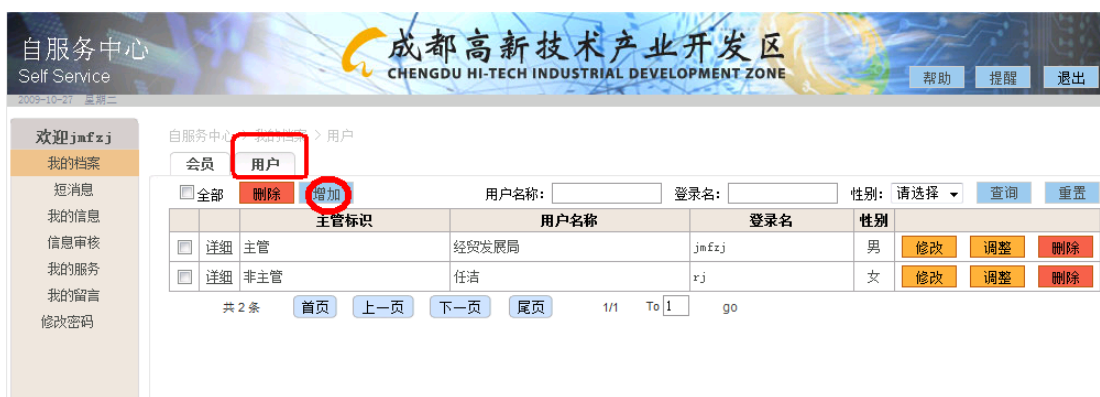 自服务中心
Self Service
成都高新技术产业开发区
CHENGDU HI-TECH INDUSTRIAL DEVELOPMENT ZONE
帮助 提醒 退出
2009-10-27 星期二
欢迎jmfzj
我的档案
短消息
我的信息
信息审核
我的服务
我的留言
修改密码
自服务中心 > 我的档案 > 用户
会员 用户
全部 删除 增加 用户名称: 登录名: 性别: 请选择 查询 重置
主管标识 用户名称 登录名 性别
详细 主管 经贸发展局 jmfzj 男 修改 调整 删除
详细 非主管 任洁 rj 女 修改 调整 删除
共 2 条 首页 上一页 下一页 尾页 1/1 To 1 go